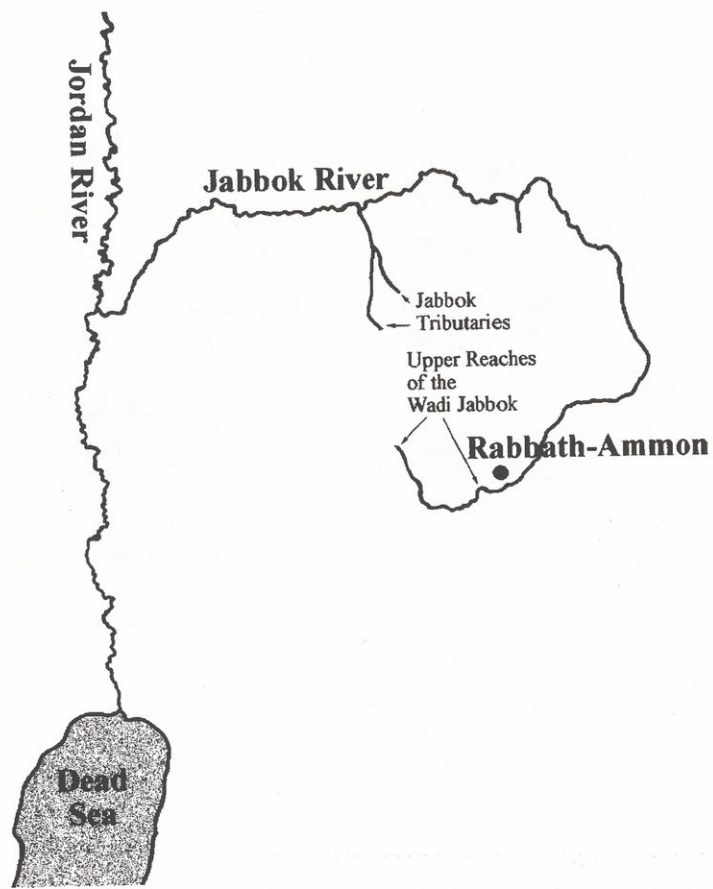 Jordan River
Jabbok River
Jabbok
Tributaries
Upper Reaches
of the
Wadi Jabbok
Rabbath-Ammon
Dead
Sea